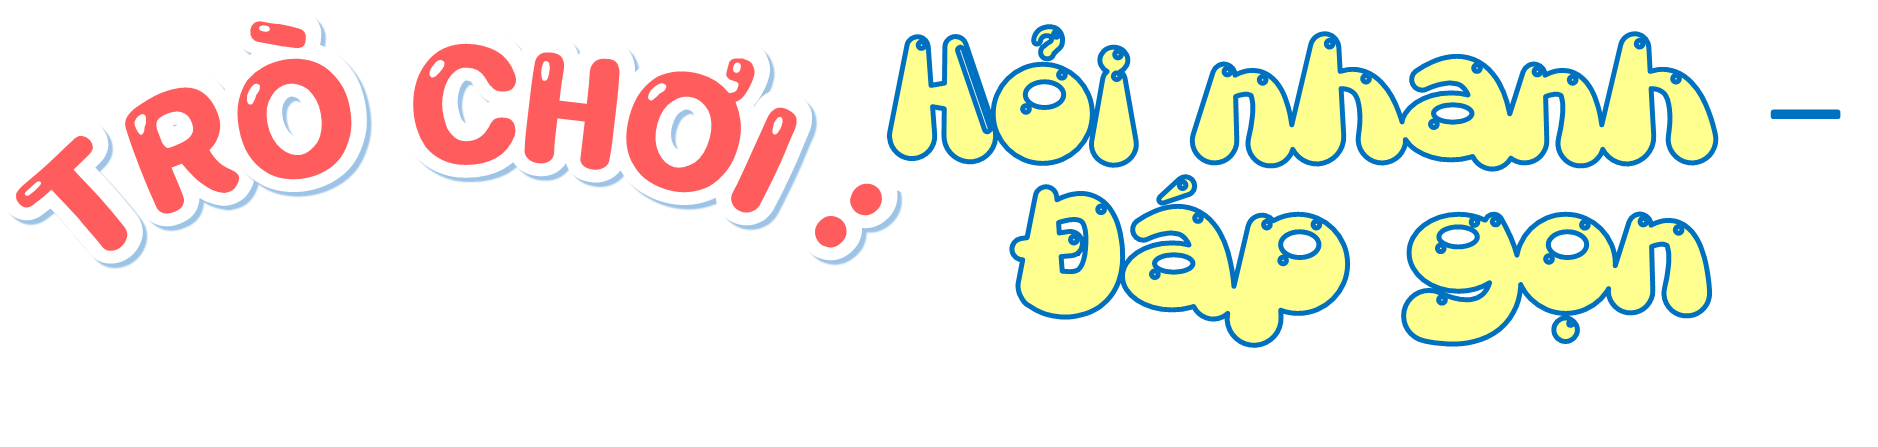 TRÒ CHƠI :
Hỏi nhanh –
Đáp gọn